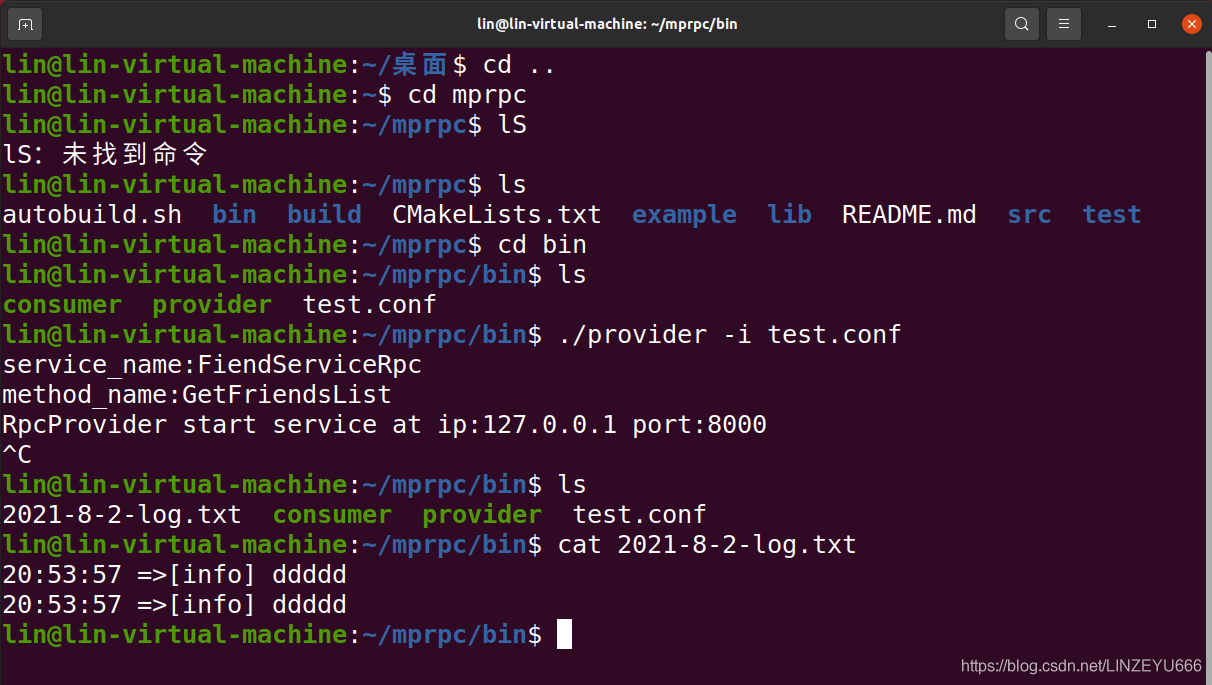 lin@lin-virtual-machine: ~/mprpc/bin
lin@lin-virtual-machine:~/桌面$ cd ..
lin@lin-virtual-machine:~$ cd mprpc
lin@lin-virtual-machine:~/mprpc$ lS
lS：未找到命令
lin@lin-virtual-machine:~/mprpc$ ls
autobuild.sh  bin  build  CMakeLists.txt  example  lib  README.md  src  test
lin@lin-virtual-machine:~/mprpc$ cd bin
lin@lin-virtual-machine:~/mprpc/bin$ ls
consumer  provider  test.conf
lin@lin-virtual-machine:~/mprpc/bin$ ./provider -i test.conf
service_name:FiendServiceRpc
method_name:GetFriendsList
RpcProvider start service at ip:127.0.0.1 port:8000
^C
lin@lin-virtual-machine:~/mprpc/bin$ ls
2021-8-2-log.txt  consumer  provider  test.conf
lin@lin-virtual-machine:~/mprpc/bin$ cat 2021-8-2-log.txt
20:53:57 =>[info] ddddd
20:53:57 =>[info] ddddd
lin@lin-virtual-machine:~/mprpc/bin$
https://blog.csdn.net/LINZEYU666